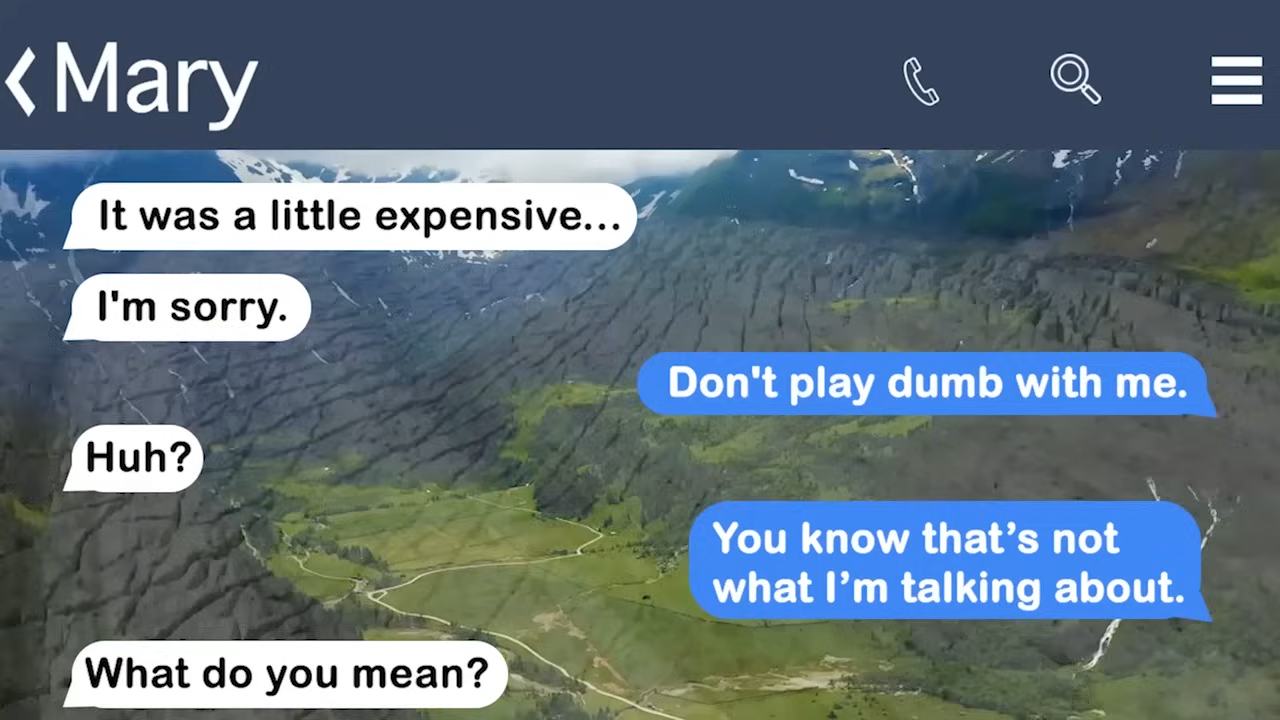 Mary
It was a little expensive...
I'm sorry.
Don't play dumb with me.
Huh?
You know that’s not
what I’m talking about.
What do you mean?